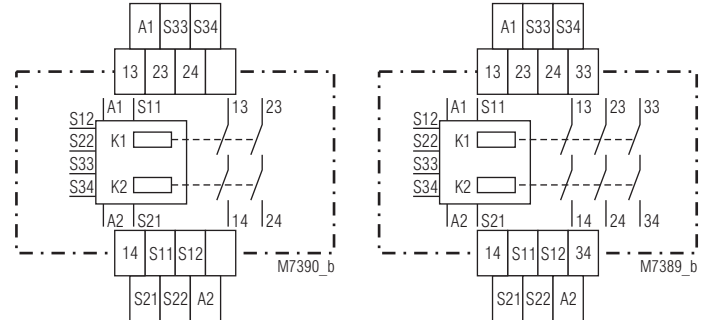 A1 S33 S34
13 23 24
A1 S11 13 23
S12
S22
S33
S34
K1
K2
A2 S21 14 24
14 S11 S12
M7390_b
S21 S22 A2
A1 S33 S34
13 23 24 33
A1 S11 13 23 33
S12
S22
S33
S34
K1
K2
A2 S21 14 24 34
14 S11 S12 34
M7389_b
S21 S22 A2